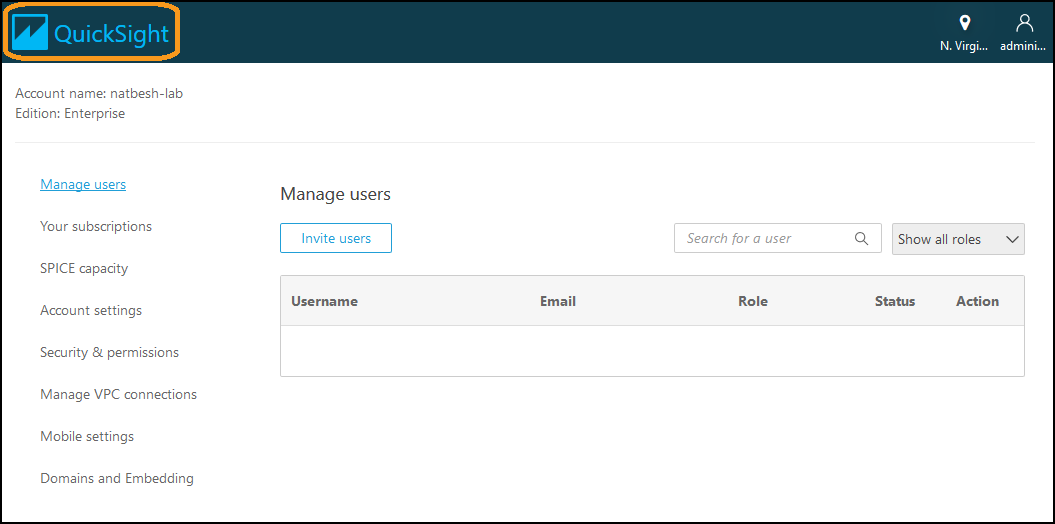 QuickSight
N. Virgi...
admini...
Account name: natbesh-lab
Edition: Enterprise
Manage users
Your subscriptions
SPICE capacity
Account settings
Security & permissions
Manage VPC connections
Mobile settings
Domains and Embedding
Manage users
Invite users
Search for a user
Show all roles
Username Email Role Status Action